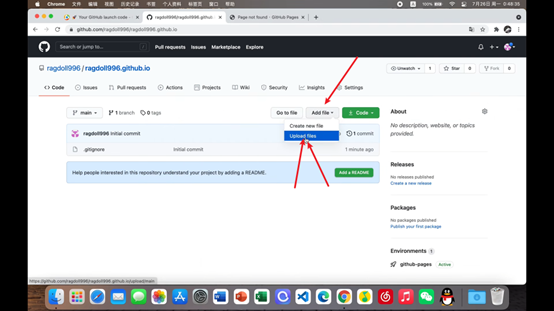 Chrome 文件 编辑 视图 历史记录 书签 个人资料 标签页 窗口 帮助
100% 7月25日 周一 0:48:35
Your Github launch code -
ragdoll996/ragdoll996.github.
Page not found · GitHub Pages
github.com/ragdoll996/ragdoll996.github.io
Search or jump to...
Pull requests Issues Marketplace Explore
ragdoll996 / ragdoll996.github.io
Unwatch 1 Star 0 Fork 0
Code Issues Pull requests Actions Projects Wiki Security Insights Settings
main 1 branch 0 tags Go to file Add file Code
Create new file
Upload files
ragdoll996 Initial commit 1 commit
.gitignore Initial commit 1 minute ago
Help people interested in this repository understand your project by adding a README. Add a README
About
No description, website, or topics
provided.
Releases
No releases published
Create a new release
Packages
No packages published
Publish your first package
Environments 1
github-pages Active
https://github.com/ragdoll996/ragdoll996.github.io/upload/main